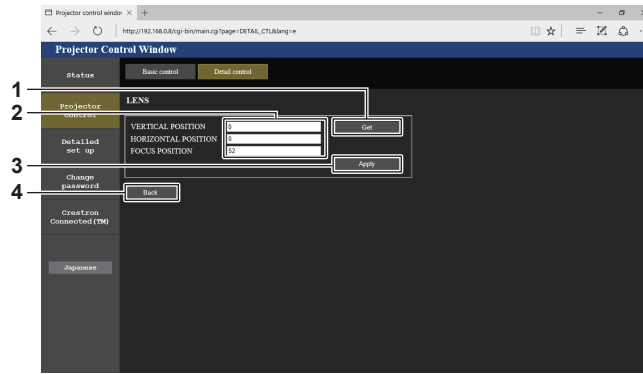 Projector control windov × +
http://192.168.0.8/cgi-bin/main.cgi?page=DETAIL_CTL&lang=e
Projector Control Window
Status
Basic control Detail control
1
Projector
control
LENS
2
VERTICAL POSITION 0 Get
HORIZONTAL POSITION 0
FOCUS POSITION 52
Detailed
set up
3
Apply
Change
password
4
Back
Crestron
Connected(TM)
Japanese